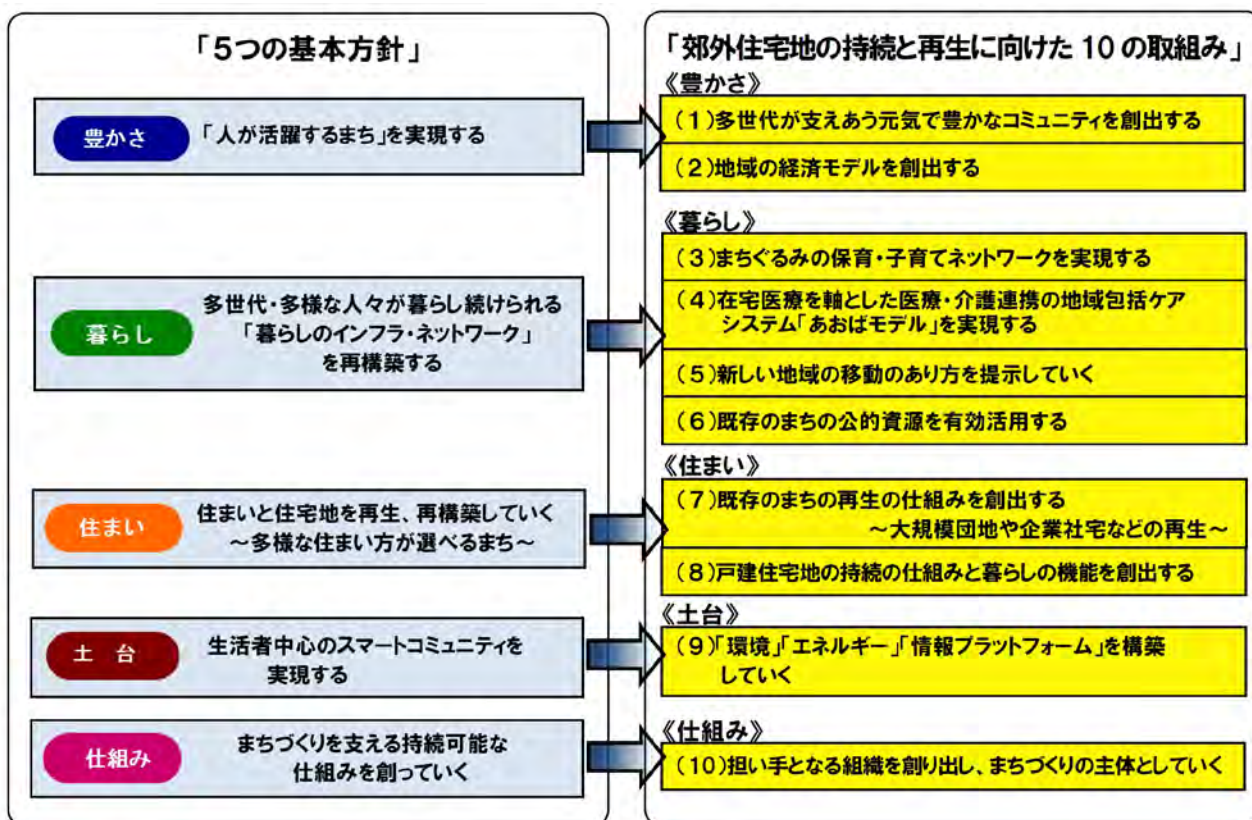 「5つの基本方針」
豊かさ
「人が活躍するまち」を実現する
暮らし
多世代・多様な人々が暮らし続けられる
「暮らしのインフラ・ネットワーク」
を再構築する
住まい
住まいと住宅地を再生、再構築していく
～多様な住まい方が選べるまち～
土 台
生活者中心のスマートコミュニティを
実現する
仕組み
まちづくりを支える持続可能な
仕組みを創っていく
「郊外住宅地の持続と再生に向けた10の取組み」
《豊かさ》
(1)多世代が支えあう元気で豊かなコミュニティを創出する
(2)地域の経済モデルを創出する
《暮らし》
(3)まちぐるみの保育・子育てネットワークを実現する
(4)在宅医療を軸とした医療・介護連携の地域包括ケア
システム「あおばモデル」を実現する
(5)新しい地域の移動のあり方を提示していく
(6)既存のまちの公的資源を有効活用する
《住まい》
(7)既存のまちの再生の仕組みを創出する
～大規模団地や企業社宅などの再生～
(8)戸建住宅地の持続の仕組みと暮らしの機能を創出する
《土台》
(9)「環境」「エネルギー」「情報プラットフォーム」を構築
していく
《仕組み》
(10)担い手となる組織を創り出し、まちづくりの主体としていく